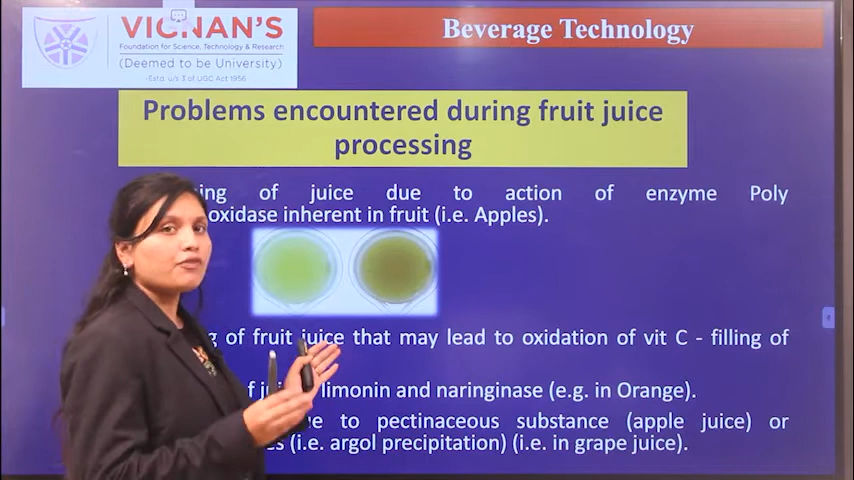 VIGNAN'S
Foundation for Science, Technology & Research
(Deemed to be University)
-Estd. u/s 3 of UGC Act 1956
Beverage Technology
Problems encountered during fruit juice
processing
ing of juice due to action of enzyme Poly
oxidase inherent in fruit (i.e. Apples).
g of fruit juice that may lead to oxidation of vit C - filling of
f limonin and naringinase (e.g. in Orange).
to pectinaceous substance (apple juice) or
(i.e. argol precipitation) (i.e. in grape juice).